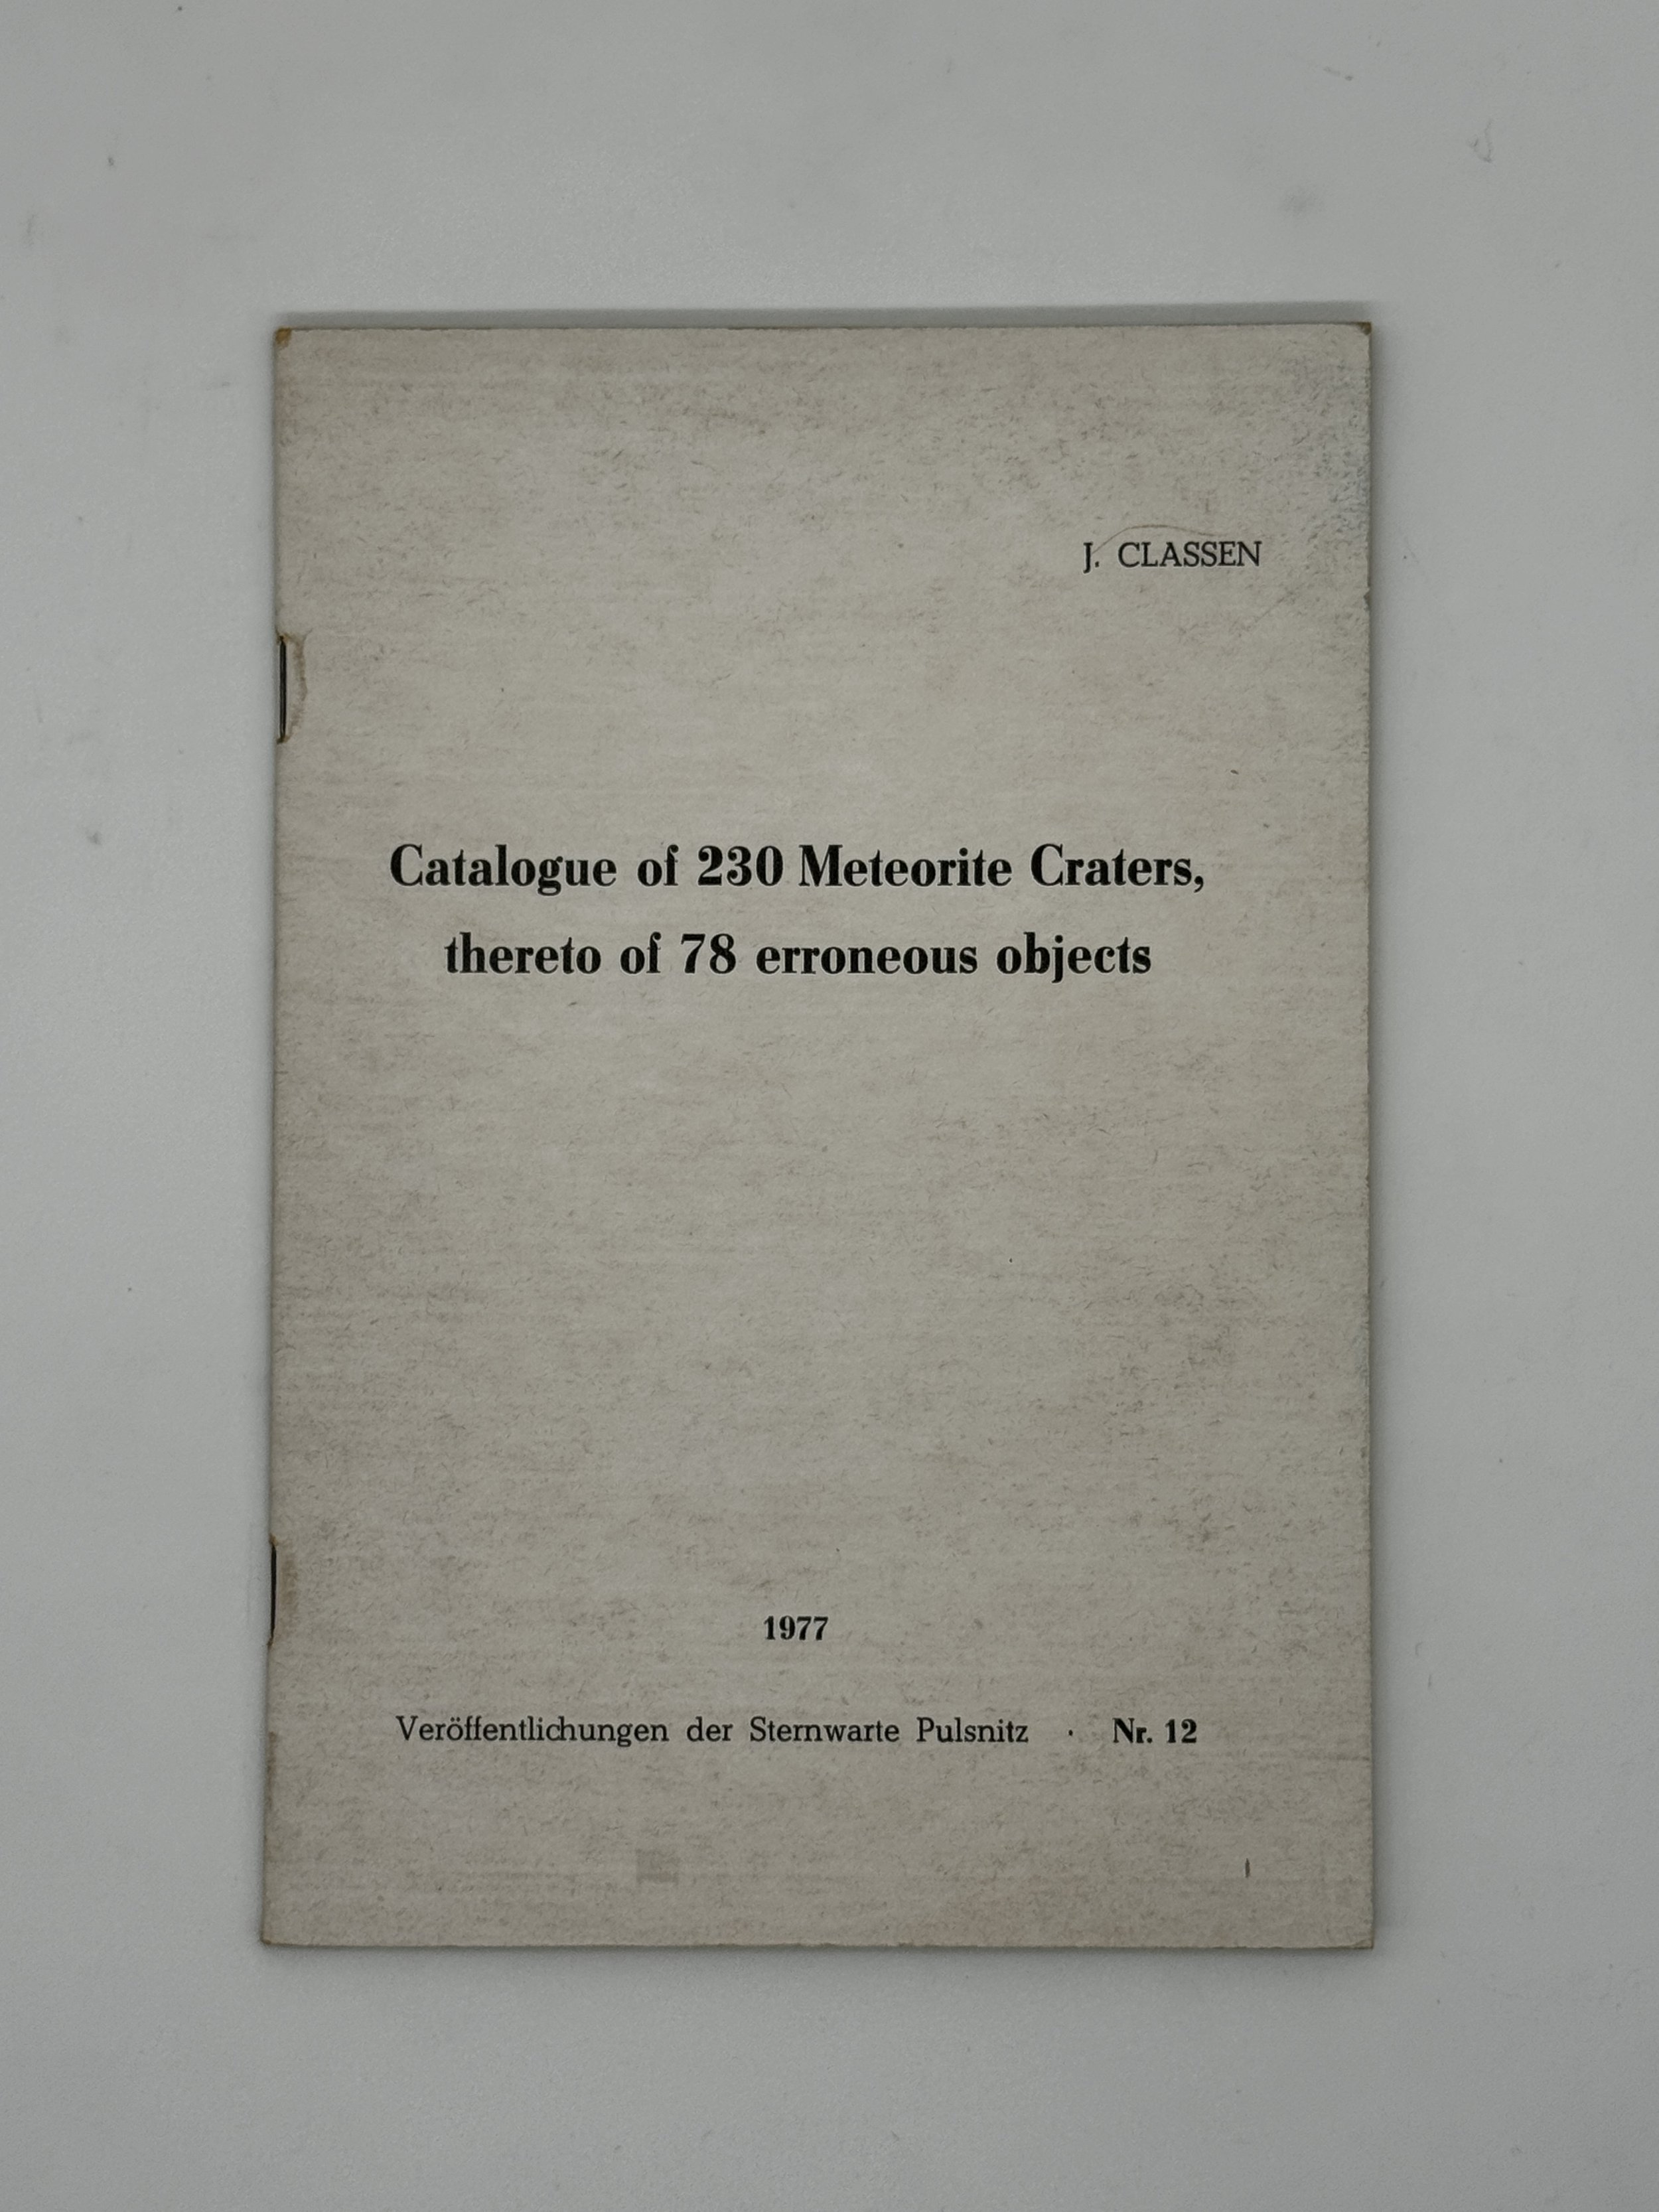 J. CLASSEN
Catalogue of 230 Meteorite Craters,
thereto of 78 erroneous objects
1977
Veröffentlichungen der Sternwarte Pulsnitz · Nr. 12